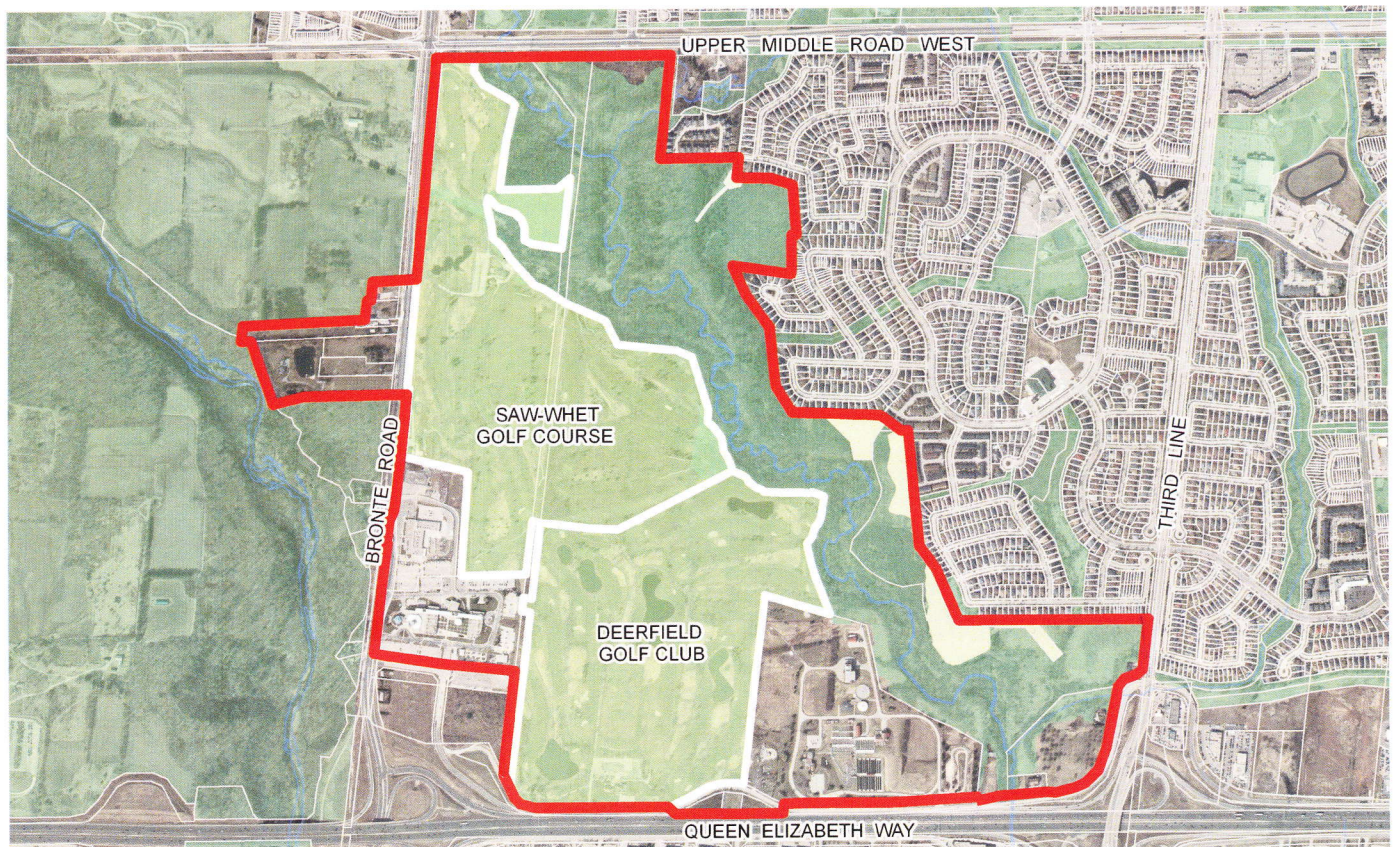 UPPER MIDDLE ROAD WEST
SAW-WHET
GOLF COURSE
BRONTE ROAD
THIRD LINE
DEERFIELD
GOLF CLUB
QUEEN ELIZABETH WAY